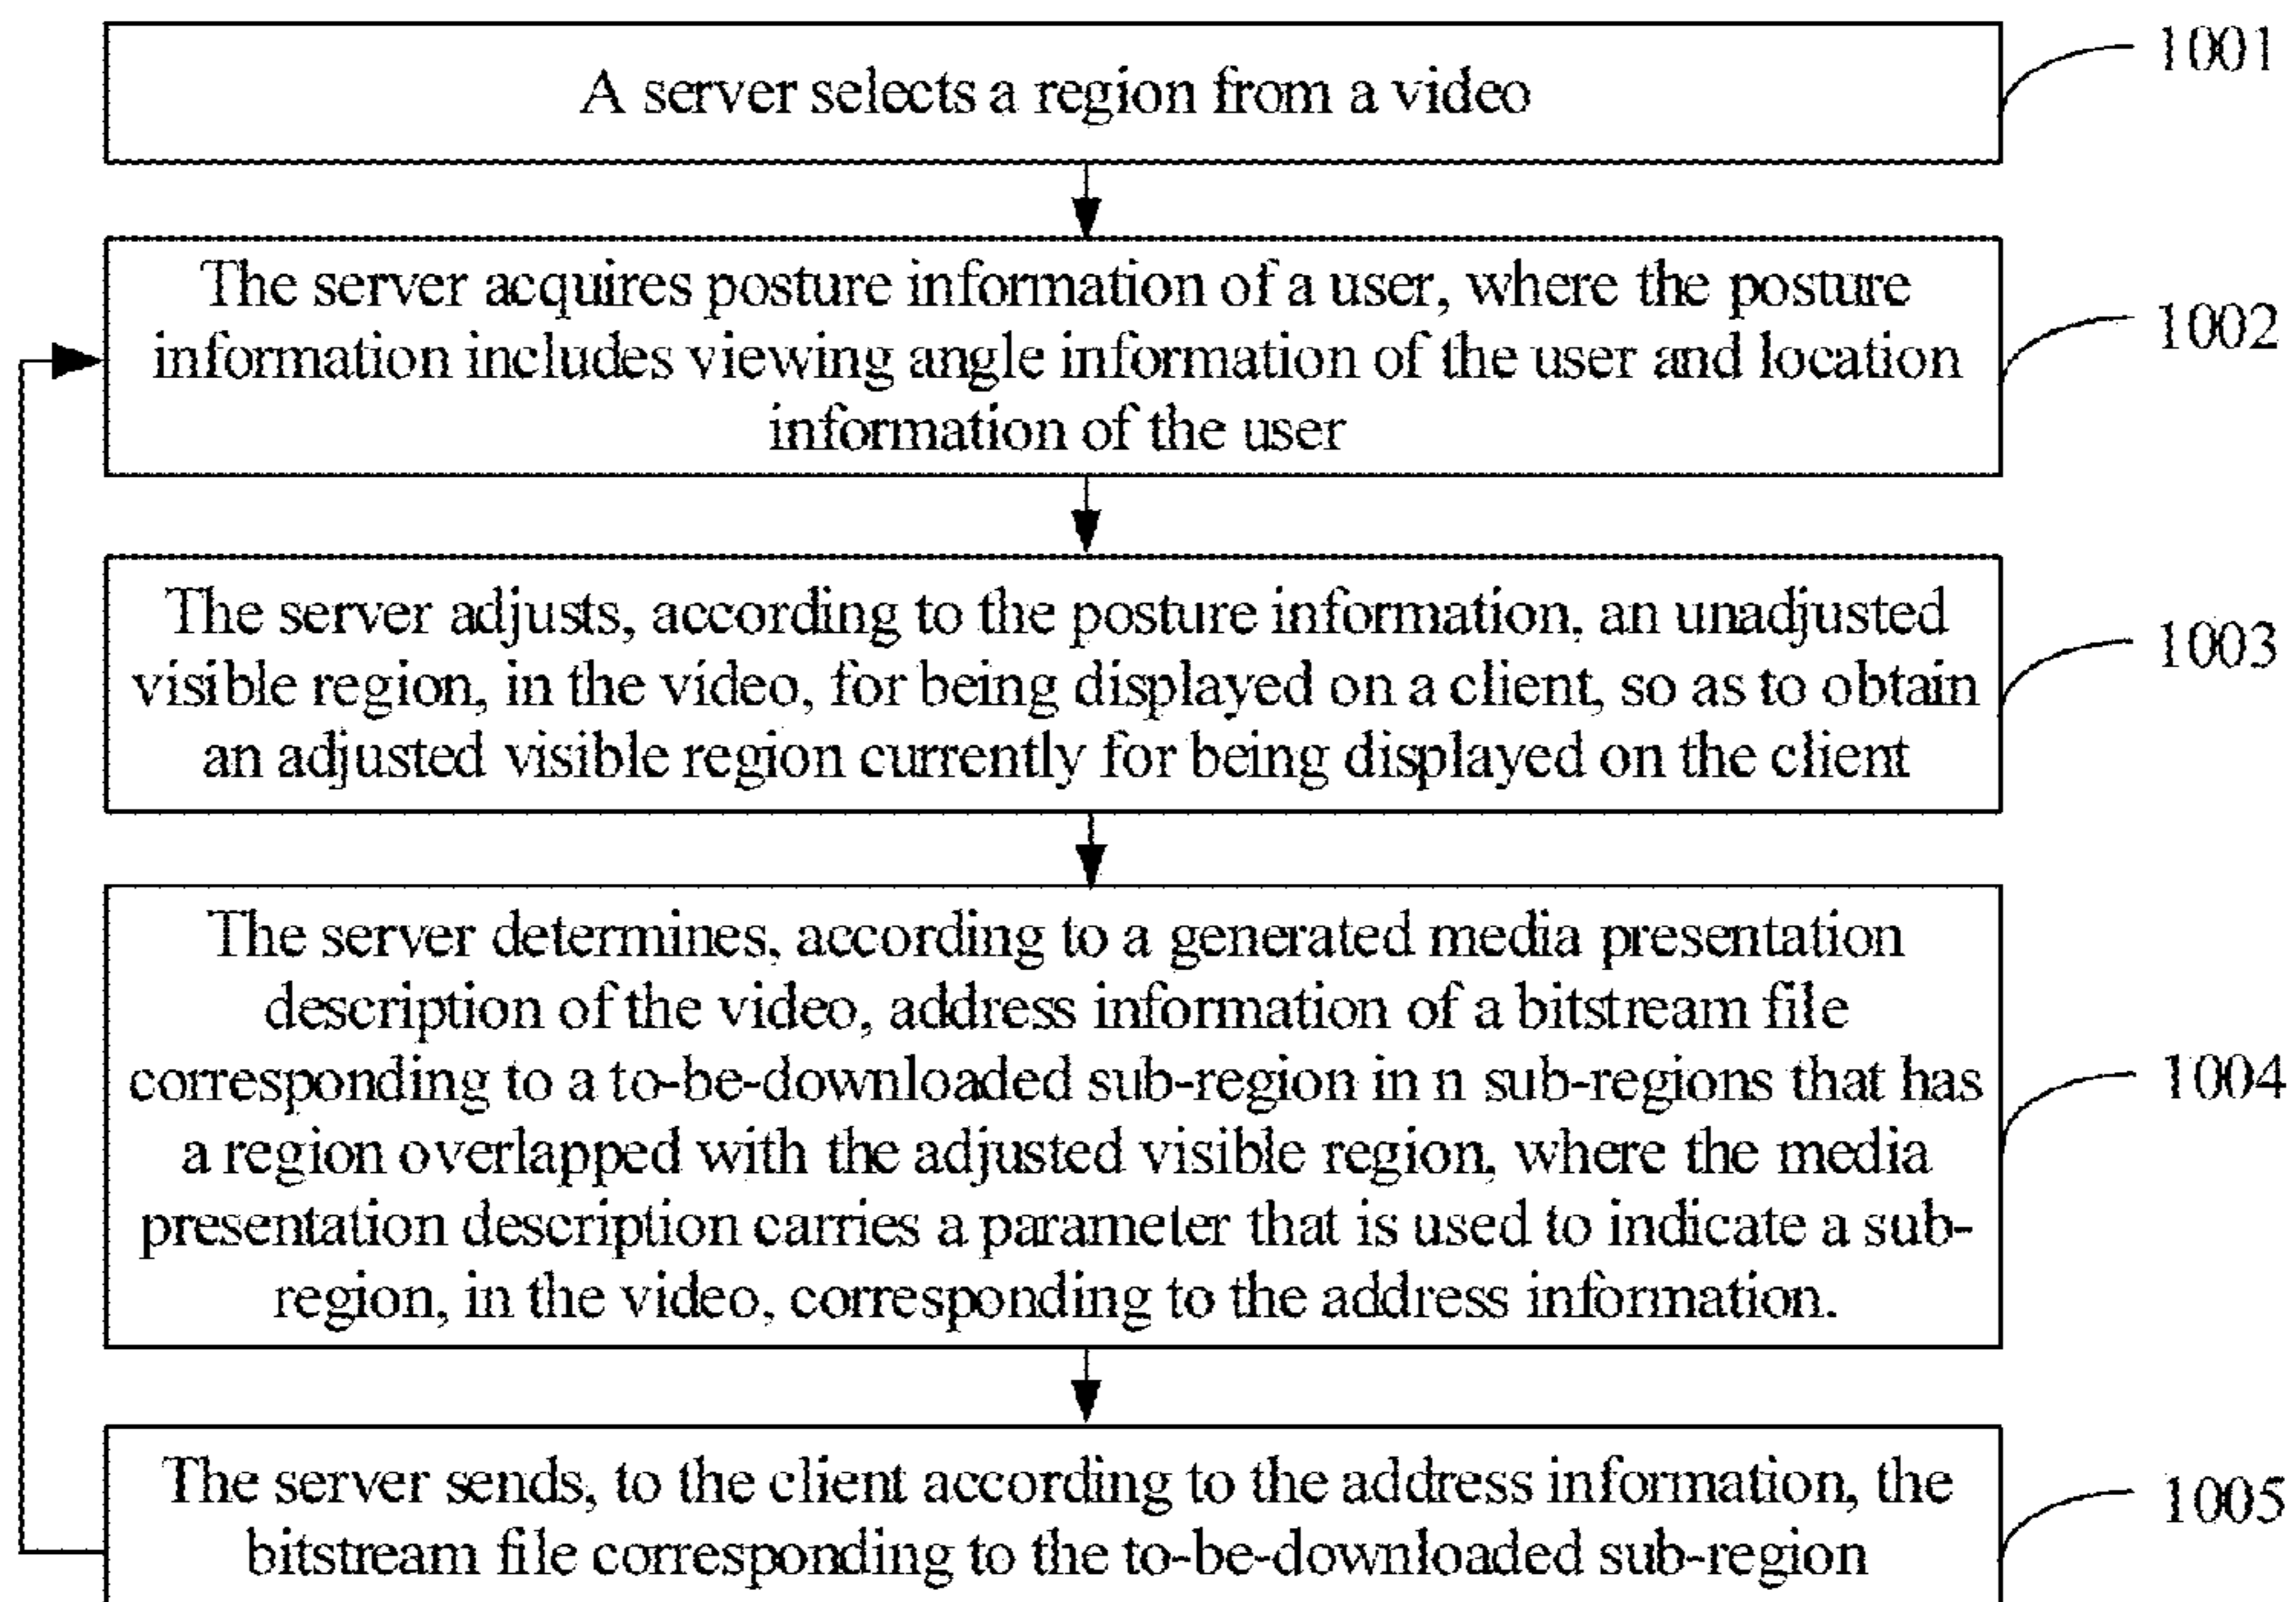 A server selects a region from a video
1001
The server acquires posture information of a user, where the posture
information includes viewing angle information of the user and location
information of the user
1002
The server adjusts, according to the posture information, an unadjusted
visible region, in the video, for being displayed on a client, so as to obtain
an adjusted visible region currently for being displayed on the client
1003
The server determines, according to a generated media presentation
description of the video, address information of a bitstream file
corresponding to a to-be-downloaded sub-region in n sub-regions that has
a region overlapped with the adjusted visible region, where the media
presentation description carries a parameter that is used to indicate a sub-
region, in the video, corresponding to the address information.
1004
The server sends, to the client according to the address information, the
bitstream file corresponding to the to-be-downloaded sub-region
1005